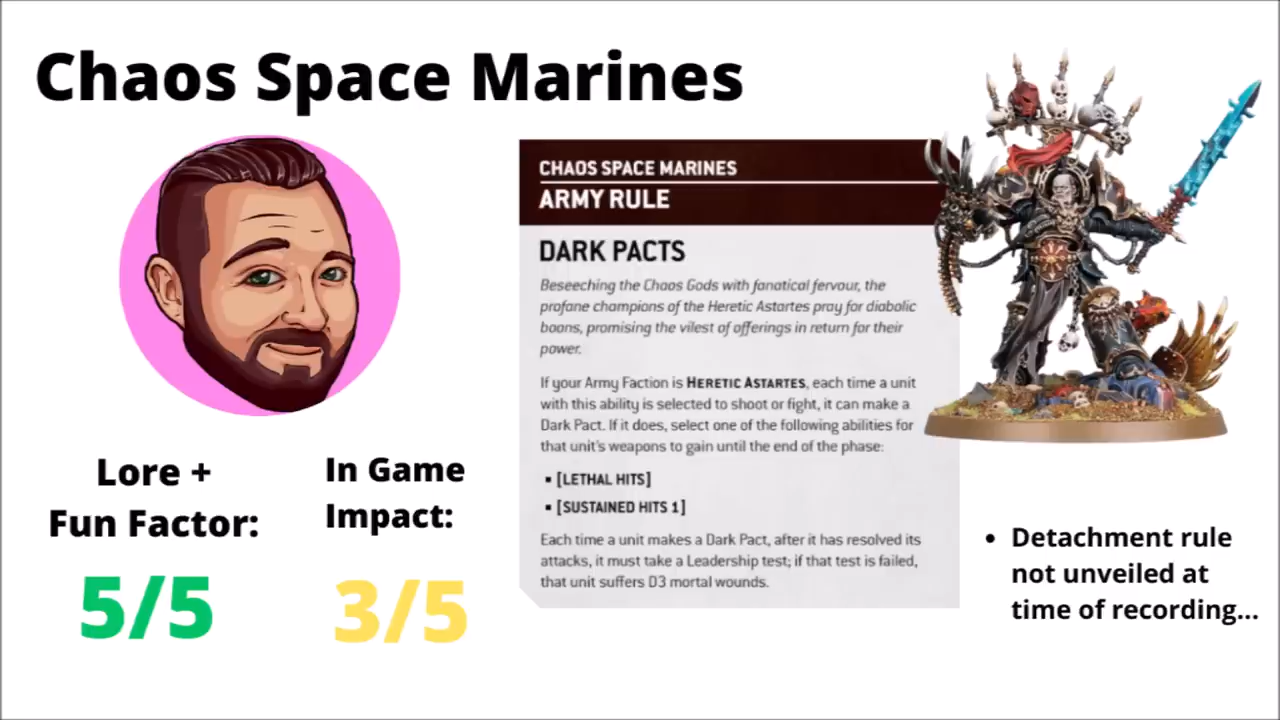 Chaos Space Marines
Lore +
Fun Factor:
5/5
In Game
Impact:
3/5
CHAOS SPACE MARINES
ARMY RULE
DARK PACTS
Beseeching the Chaos Gods with fanatical fervour, the
profane champions of the Heretic Astartes pray for diabolic
boons, promising the vilest of offerings in return for their
power.
If your Army Faction is HERETIC ASTARTES, each time a unit
with this ability is selected to shoot or fight, it can make a
Dark Pact. If it does, select one of the following abilities for
that unit's weapons to gain until the end of the phase:
▪ [LETHAL HITS]
▪ [SUSTAINED HITS 1]
Each time a unit makes a Dark Pact, after it has resolved its
attacks, it must take a Leadership test; if that test is failed,
that unit suffers D3 mortal wounds.
• Detachment rule
not unveiled at
time of recording...